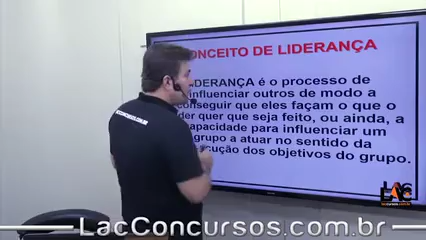 ONCEITO DE LIDERANÇA
IDERANÇA é o processo de
influenciar outros de modo a
onseguir que eles façam o que o
der quer que seja feito, ou ainda, a
apacidade para influenciar um
grupo a atuar no sentido da
ecução dos objetivos do grupo.
LAC
LacConcursos.com.br